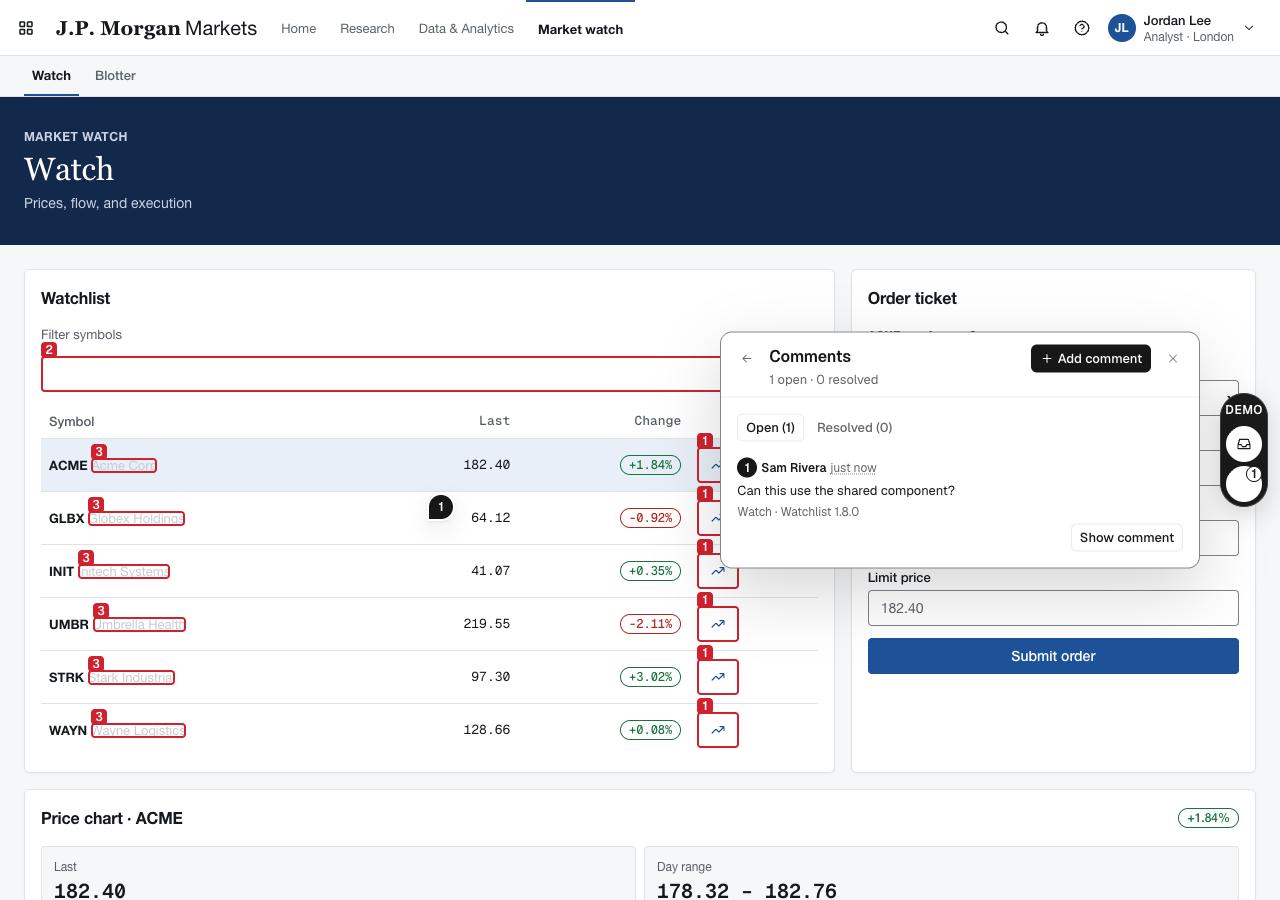 J.P. Morgan Markets
Home
Research
Data & Analytics
Market watch
JL
Jordan Lee
Analyst · London
Watch
Blotter
MARKET WATCH
Watch
Prices, flow, and execution
Watchlist
Filter symbols
2
Symbol
Last
Change
ACME
3
Acme Corp
182.40
+1.84%
1
GLBX
3
Globex Holdings
1
64.12
-0.92%
1
INIT
3
Initech Systems
41.07
+0.35%
1
UMBR
3
Umbrella Health
219.55
-2.11%
1
STRK
3
Stark Industrial
97.30
+3.02%
1
WAYN
3
Wayne Logistics
128.66
+0.08%
1
Order ticket
Comments
1 open · 0 resolved
+ Add comment
Open (1)
Resolved (0)
1 Sam Rivera just now
Can this use the shared component?
Watch · Watchlist 1.8.0
Show comment
DEMO
1
Limit price
182.40
Submit order
Price chart · ACME
+1.84%
Last
182.40
Day range
178.32 – 182.76